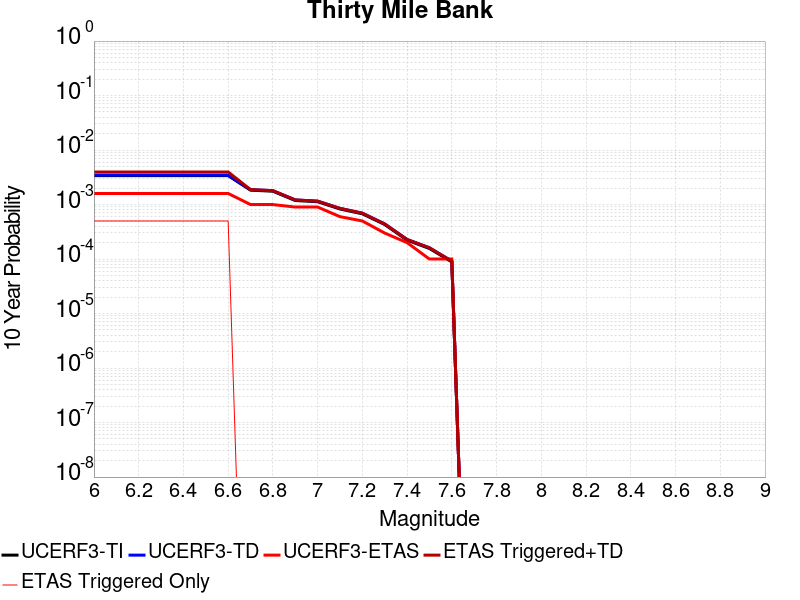 Thirty Mile Bank
10^0
10^-1
10^-2
10^-3
10^-4
10^-5
10^-6
10^-7
10^-8
10 Year Probability
6 6.2 6.4 6.6 6.8 7 7.2 7.4 7.6 7.8 8 8.2 8.4 8.6 8.8 9
Magnitude
UCERF3-TI UCERF3-TD UCERF3-ETAS ETAS Triggered+TD
ETAS Triggered Only